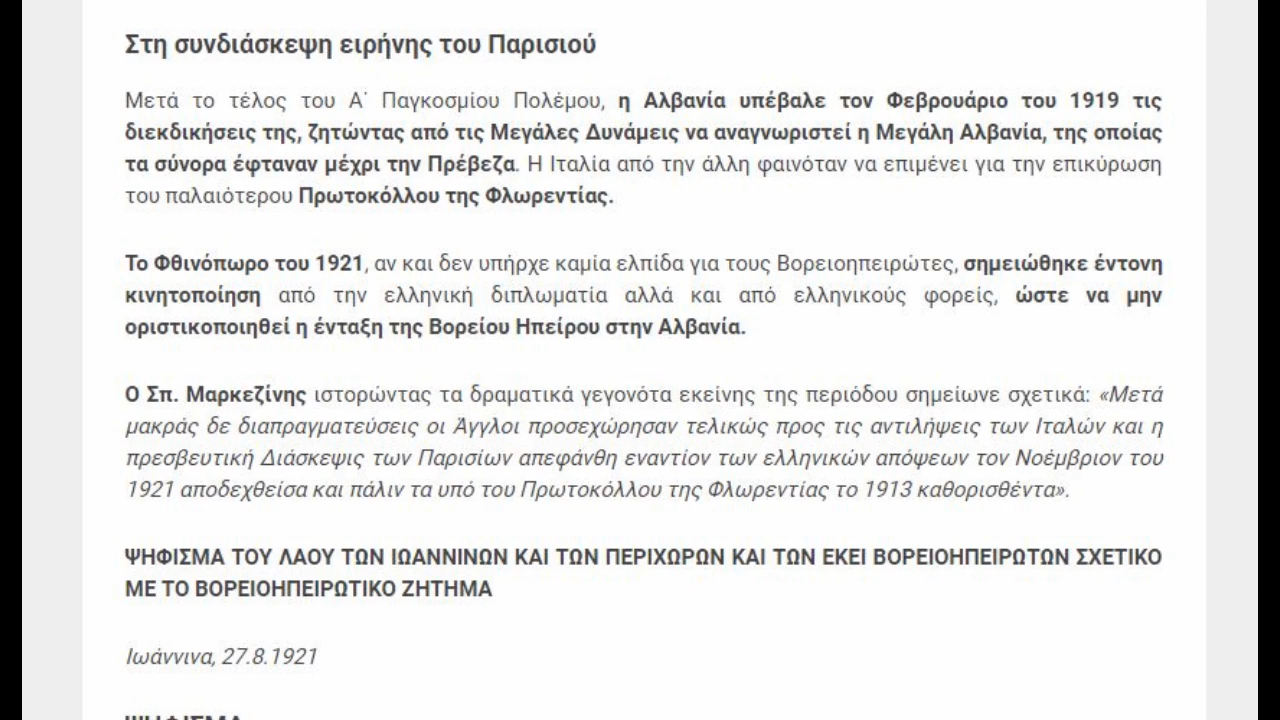 Στη συνδιάσκεψη ειρήνης του Παρισιού
Μετά το τέλος του Α΄ Παγκοσμίου Πολέμου, η Αλβανία υπέβαλε τον Φεβρουάριο του 1919 τις
διεκδικήσεις της, ζητώντας από τις Μεγάλες Δυνάμεις να αναγνωριστεί η Μεγάλη Αλβανία, της οποίας
τα σύνορα έφταναν μέχρι την Πρέβεζα. Η Ιταλία από την άλλη φαινόταν να επιμένει για την επικύρωση
του παλαιότερου Πρωτοκόλλου της Φλωρεντίας.
Το Φθινόπωρο του 1921, αν και δεν υπήρχε καμία ελπίδα για τους Βορειοηπειρώτες, σημειώθηκε έντονη
κινητοποίηση από την ελληνική διπλωματία αλλά και από ελληνικούς φορείς, ώστε να μην
οριστικοποιηθεί η ένταξη της Βορείου Ηπείρου στην Αλβανία.
Ο Σπ. Μαρκεζίνης ιστορώντας τα δραματικά γεγονότα εκείνης της περιόδου σημείωνε σχετικά: «Μετά
μακράς δε διαπραγματεύσεις οι Άγγλοι προσεχώρησαν τελικώς προς τις αντιλήψεις των Ιταλών και η
πρεσβευτική Διάσκεψις των Παρισίων απεφάνθη εναντίον των ελληνικών απόψεων τον Νοέμβριον του
1921 αποδεχθείσα και πάλιν τα υπό του Πρωτοκόλλου της Φλωρεντίας το 1913 καθορισθέντα».
ΨΗΦΙΣΜΑ ΤΟΥ ΛΑΟΥ ΤΩΝ ΙΩΑΝΝΙΝΩΝ ΚΑΙ ΤΩΝ ΠΕΡΙΧΩΡΩΝ ΚΑΙ ΤΩΝ ΕΚΕΙ ΒΟΡΕΙΟΗΠΕΙΡΩΤΩΝ ΣΧΕΤΙΚΟ
ΜΕ ΤΟ ΒΟΡΕΙΟΗΠΕΙΡΩΤΙΚΟ ΖΗΤΗΜΑ
Ιωάννινα, 27.8.1921
ΨΗΦΙΣΜΑ